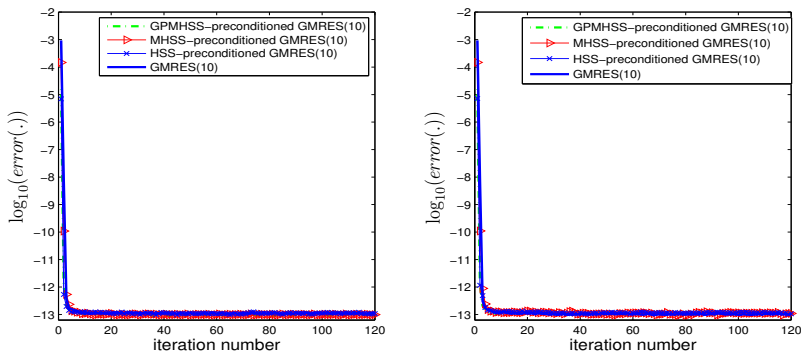 −2
−3
−4
−5
−6
−7
−8
−9
−10
−11
−12
−13
log10(error(.))
GPMHSS−preconditioned GMRES(10)
MHSS−preconditioned GMRES(10)
HSS−preconditioned GMRES(10)
GMRES(10)
0 20 40 60 80 100 120
iteration number
−2
−3
−4
−5
−6
−7
−8
−9
−10
−11
−12
−13
log10(error(.))
GPMHSS−preconditioned GMRES(10)
MHSS−preconditioned GMRES(10)
HSS−preconditioned GMRES(10)
GMRES(10)
0 20 40 60 80 100 120
iteration number